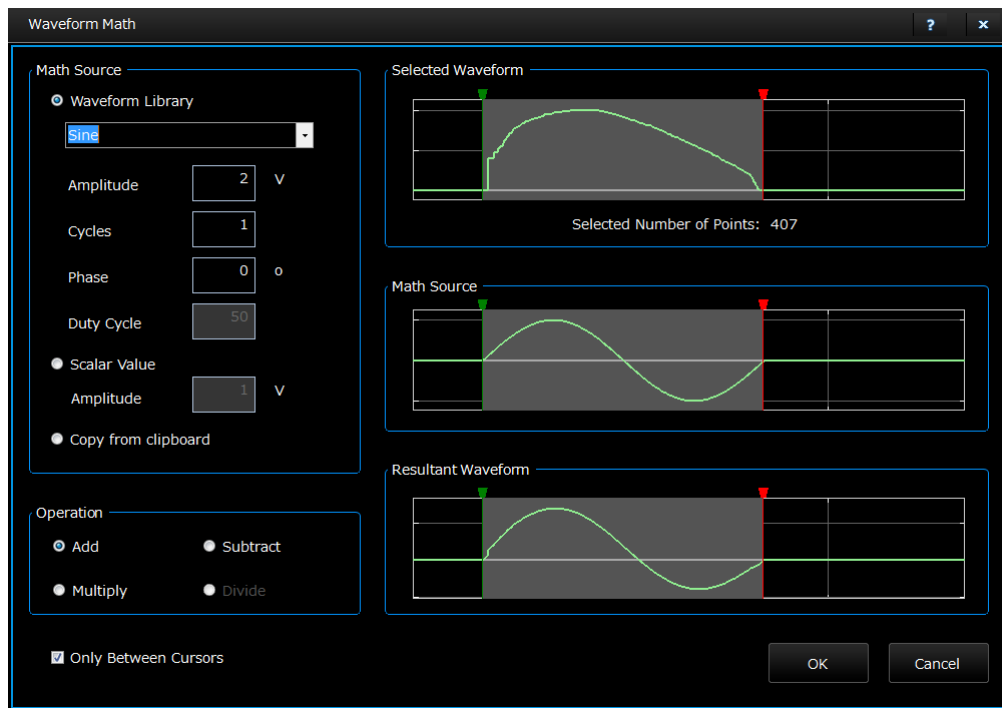 Waveform Math
? x
Math Source
Waveform Library
Sine
Amplitude 2 V
Cycles 1
Phase 0 o
Duty Cycle 50
Scalar Value
Amplitude 1 V
Copy from clipboard
Operation
Add Subtract
Multiply Divide
Only Between Cursors
Selected Waveform
Selected Number of Points: 407
Math Source
Resultant Waveform
OK Cancel